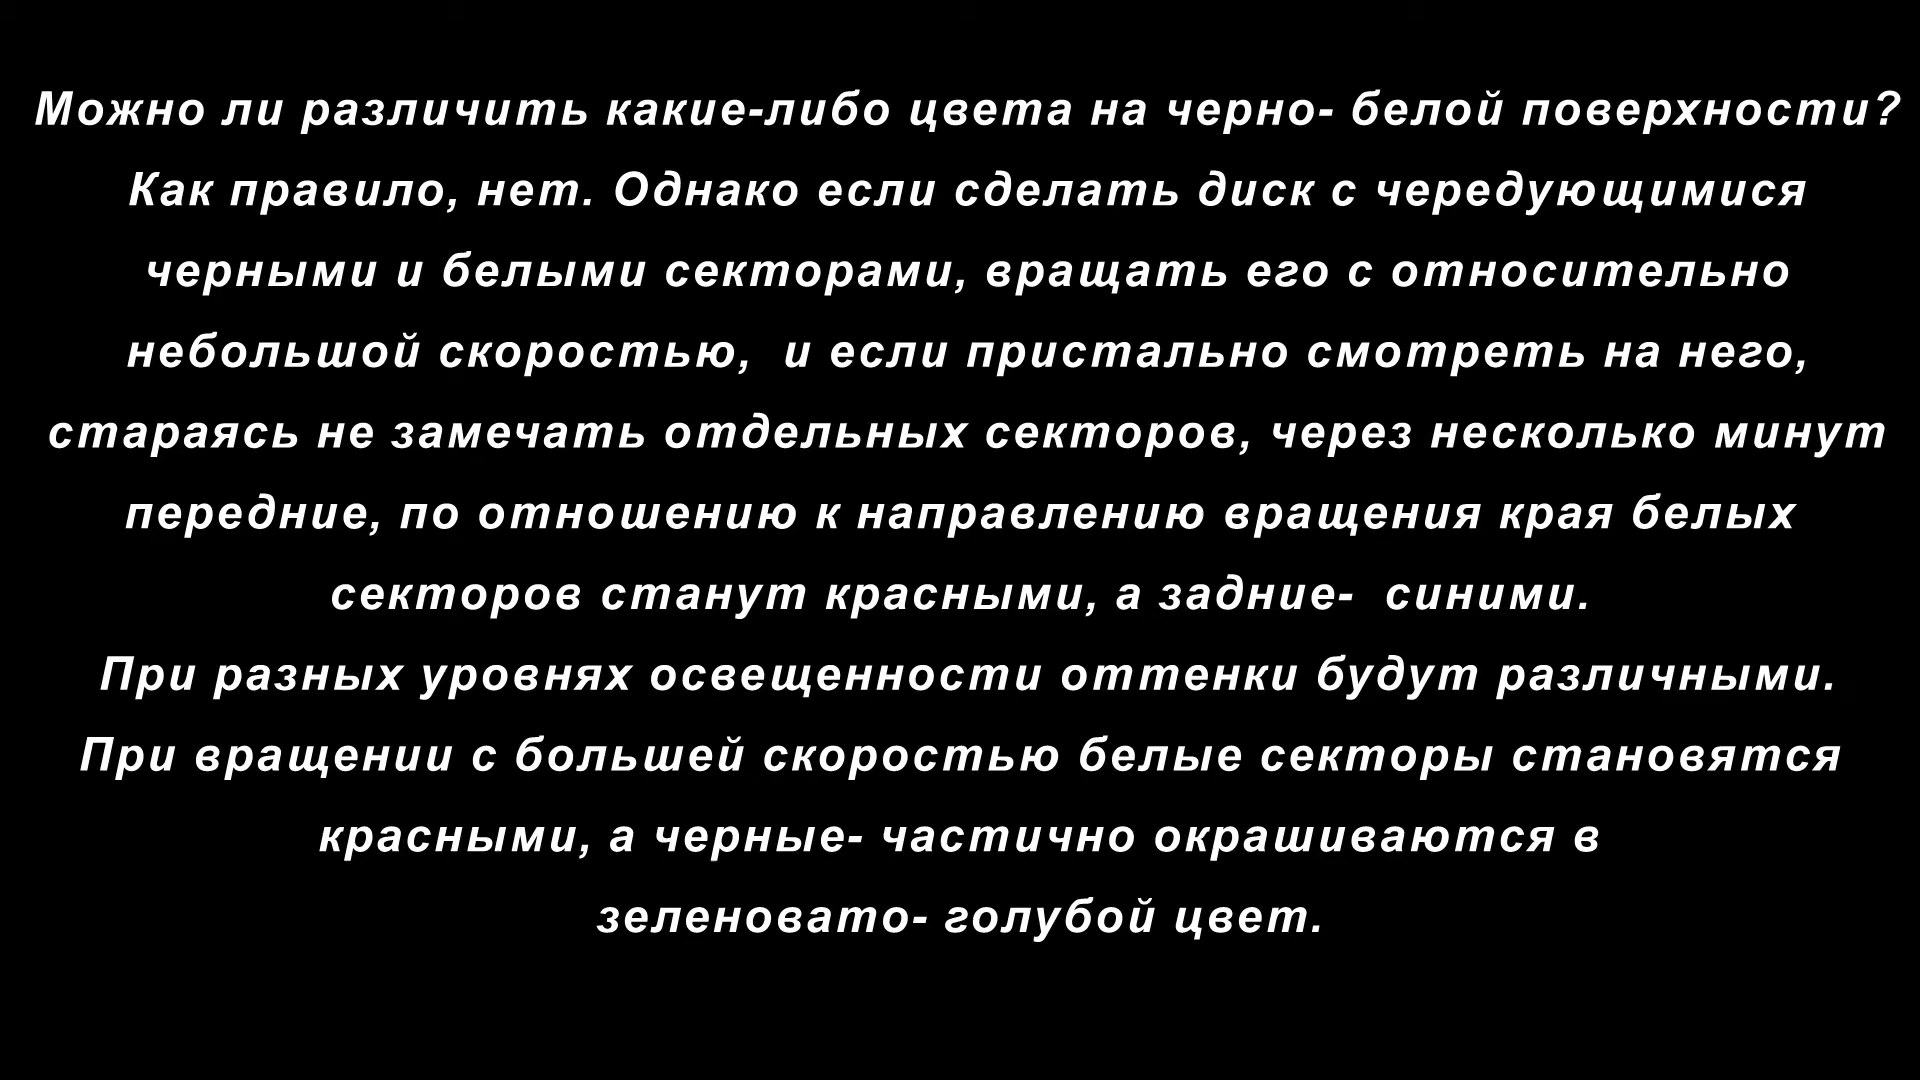 Можно ли различить какие-либо цвета на черно- белой поверхности?
Как правило, нет. Однако если сделать диск с чередующимися
черными и белыми секторами, вращать его с относительно
небольшой скоростью,  и если пристально смотреть на него,
стараясь не замечать отдельных секторов, через несколько минут
передние, по отношению к направлению вращения края белых
секторов станут красными, а задние-  синими.
При разных уровнях освещенности оттенки будут различными.
При вращении с большей скоростью белые секторы становятся
красными, а черные- частично окрашиваются в
зеленовато- голубой цвет.